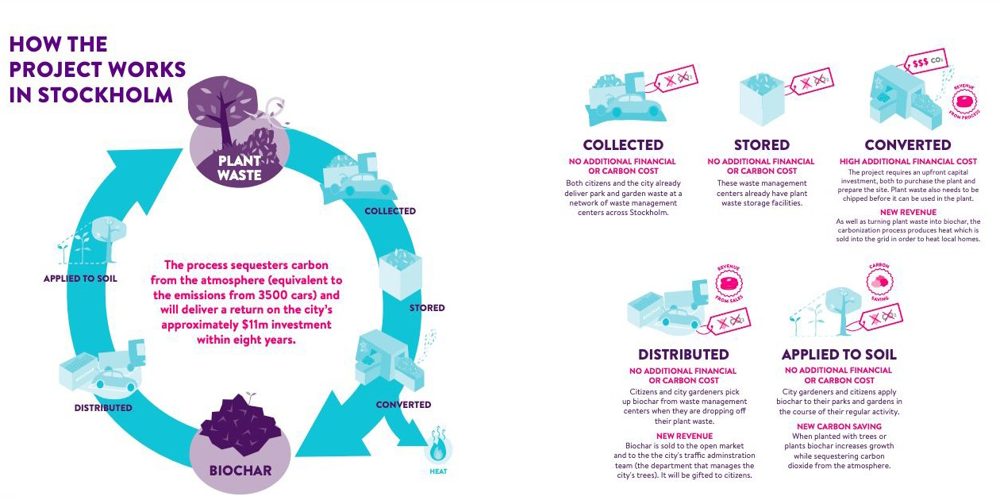 HOW THE
PROJECT WORKS
IN STOCKHOLM
PLANT
WASTE
COLLECTED
STORED
CONVERTED
HEAT
BIOCHAR
DISTRIBUTED
APPLIED TO SOIL
The process sequesters carbon
from the atmosphere (equivalent to
the emissions from 3500 cars) and
will deliver a return on the city's
approximately $11m investment
within eight years.
COLLECTED
NO ADDITIONAL FINANCIAL
OR CARBON COST
Both citizens and the city already
deliver park and garden waste at a
network of waste management
centers across Stockholm.
STORED
NO ADDITIONAL FINANCIAL
OR CARBON COST
These waste management
centers already have plant
waste storage facilities.
$$$ CO₂
REVENUE
FROM PROCESS
CONVERTED
HIGH ADDITIONAL FINANCIAL COST
The project requires an upfront capital
investment, both to purchase the plant and
prepare the site. Plant waste also needs to be
chipped before it can be used in the plant.
NEW REVENUE
As well as turning plant waste into biochar, the
carbonization process produces heat which is
sold into the grid in order to heat local homes.
REVENUE
FROM SALES
DISTRIBUTED
NO ADDITIONAL FINANCIAL
OR CARBON COST
Citizens and city gardeners pick
up biochar from waste management
centers when they are dropping off
their plant waste.
NEW REVENUE
Biochar is sold to the open market
and to the the city's traffic adminstration
team (the department that manages the
city's trees). It will be gifted to citizens.
CARBON
SAVING
APPLIED TO SOIL
NO ADDITIONAL FINANCIAL
OR CARBON COST
City gardeners and citizens apply
biochar to their parks and gardens in
the course of their regular activity.
NEW CARBON SAVING
When planted with trees or
plants biochar increases growth
while sequestering carbon
dioxide from the atmosphere.